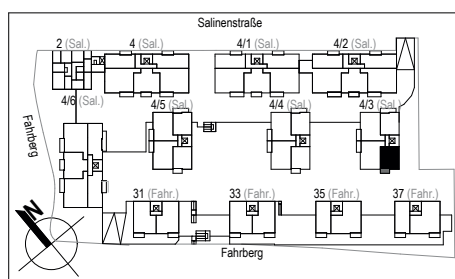 Salinenstraße
2 (Sal.) 4 (Sal.) 4/1 (Sal.) 4/2 (Sal.)
4/6 (Sal.) 4/5 (Sal.) 4/4 (Sal.) 4/3 (Sal.)
Fahrberg
31 (Fahr.) 33 (Fahr.) 35 (Fahr.) 37 (Fahr.)
N
Fahrberg